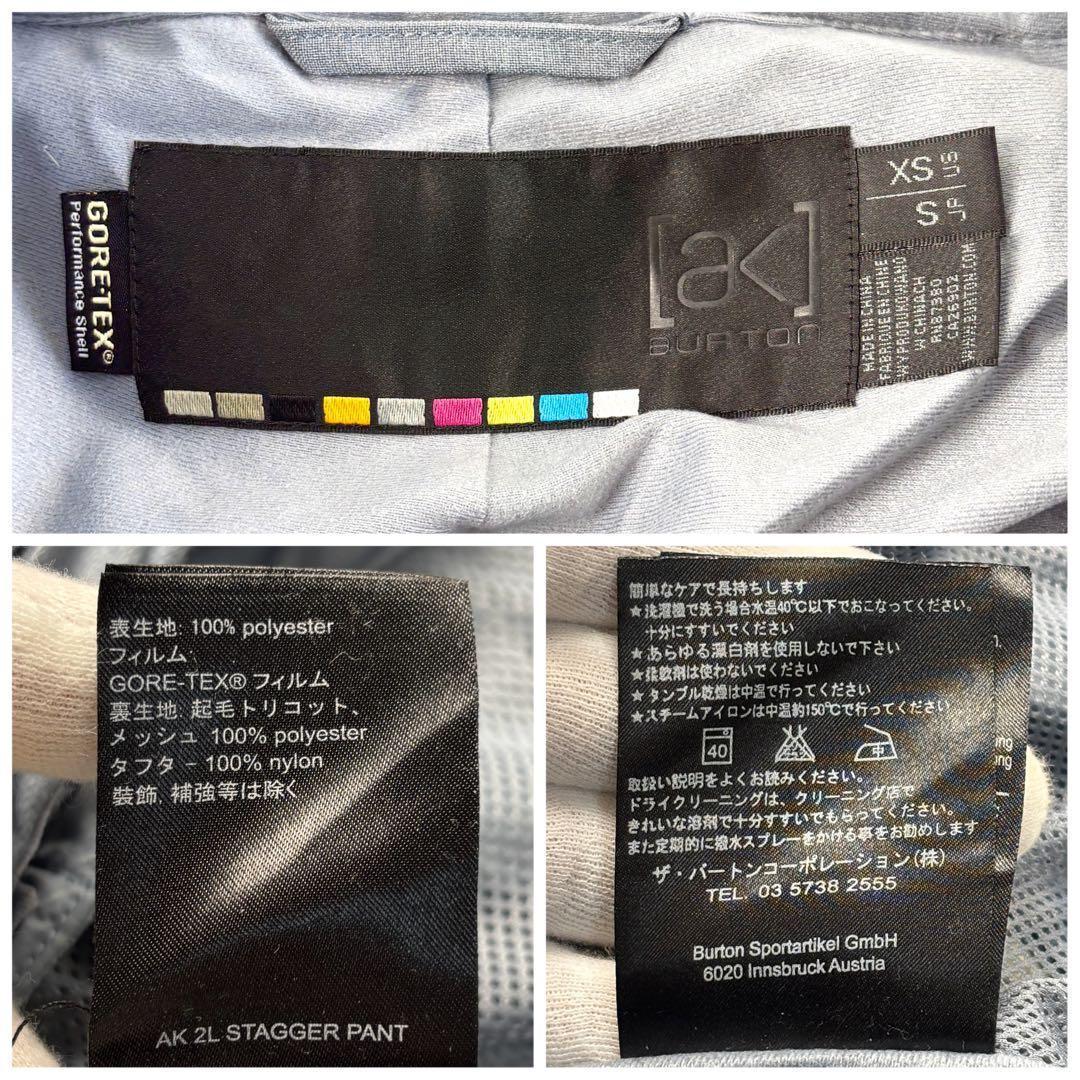 GORE-TEX®
Performance Shell
[ak]
BURTON
XS US
S JP
MADE IN CHINA
FABRIQUE EN CHINE
WYPRODUKOWANO
W CHINACH
RN87380
CA26902
WWW.BURTON.COM
表生地: 100% polyester
フィルム:
GORE-TEX® フィルム
裏生地: 起毛トリコット、
メッシュ 100% polyester
タフタ – 100% nylon
装飾, 補強等は除く
AK 2L STAGGER PANT
簡単なケアで長持ちします
★洗濯機で洗う場合水温40℃以下でおこなってください。
十分にすすいでください
★あらゆる漂白剤を使用しないで下さい
★柔軟剤は使わないでください
★タンブル乾燥は中温で行ってください
★スチームアイロンは中温約150℃で行ってください
40
中
取扱い説明をよくお読みください。
ドライクリーニングは、クリーニング店で
きれいな溶剤で十分すすいでもらってください。
また定期的に撥水スプレーをかける事をお勧めします
ザ・バートンコーポレーション(株)
TEL. 03 5738 2555
Burton Sportartikel GmbH
6020 Innsbruck Austria